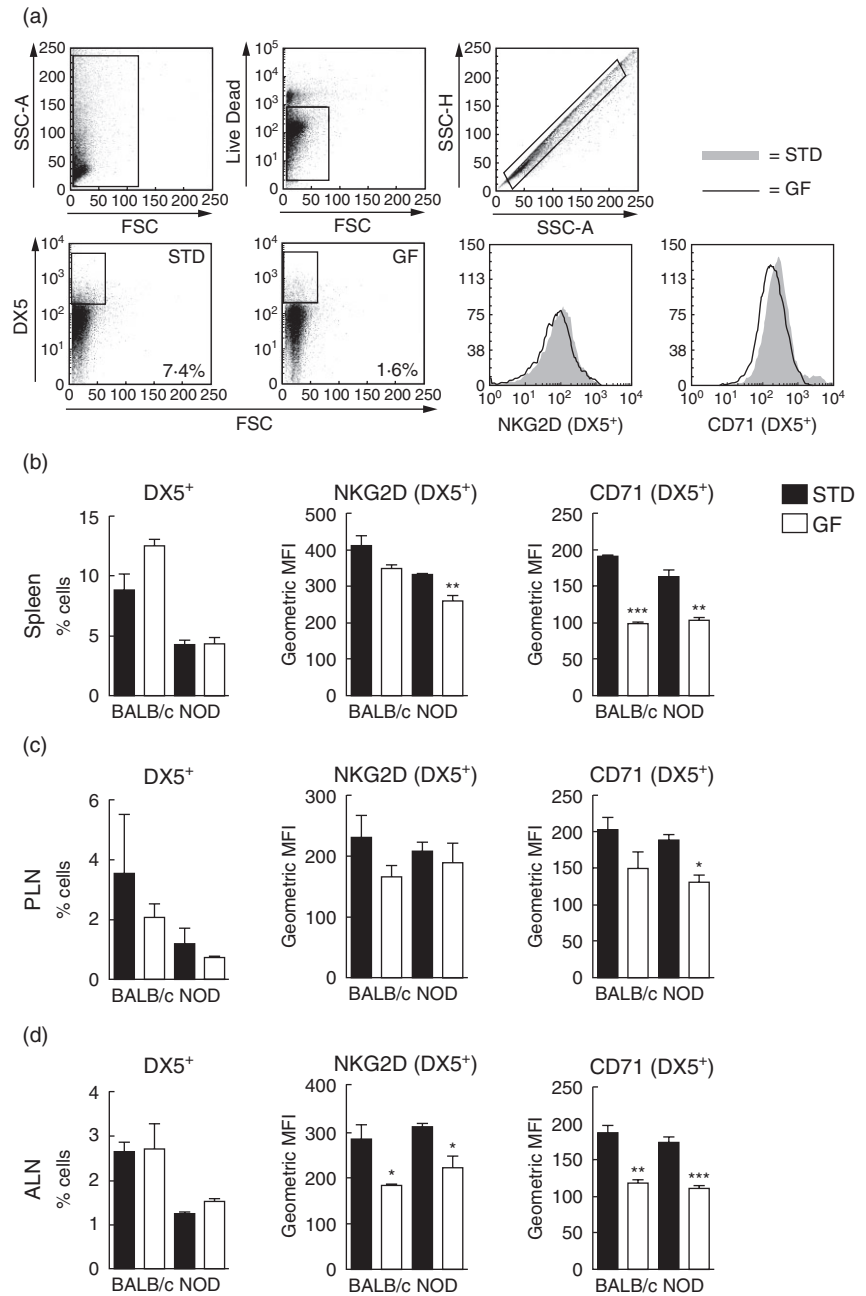 (a)
250
200
150
100
50
0
SSC-A
0 50 100 150 200 250
FSC
10⁵
10⁴
10³
10²
10¹
0
Live Dead
0 50 100 150 200 250
FSC
250
200
150
100
50
0
SSC-H
0 50 100 150 200 250
SSC-A
= STD
= GF
10⁴
10³
10²
10¹
0
DX5
STD
7·4%
0 50 100 150 200 250
10⁴
10³
10²
10¹
0
GF
1·6%
0 50 100 150 200 250
FSC
150
113
75
38
0
10⁰ 10¹ 10² 10³ 10⁴
NKG2D (DX5⁺)
150
113
75
38
0
10⁰ 10¹ 10² 10³ 10⁴
CD71 (DX5⁺)
(b)
DX5⁺
Spleen
% cells
15
10
5
0
BALB/c NOD
NKG2D (DX5⁺)
Geometric MFI
500
400
300
200
100
0
**
BALB/c NOD
CD71 (DX5⁺)
Geometric MFI
250
200
150
100
50
0
*** **
BALB/c NOD
STD
GF
(c)
DX5⁺
PLN
% cells
6
4
2
0
BALB/c NOD
NKG2D (DX5⁺)
Geometric MFI
300
200
100
0
BALB/c NOD
CD71 (DX5⁺)
Geometric MFI
250
200
150
100
50
0
*
BALB/c NOD
(d)
DX5⁺
ALN
% cells
4
3
2
1
0
BALB/c NOD
NKG2D (DX5⁺)
Geometric MFI
400
300
200
100
0
* *
BALB/c NOD
CD71 (DX5⁺)
Geometric MFI
250
200
150
100
50
0
** ***
BALB/c NOD